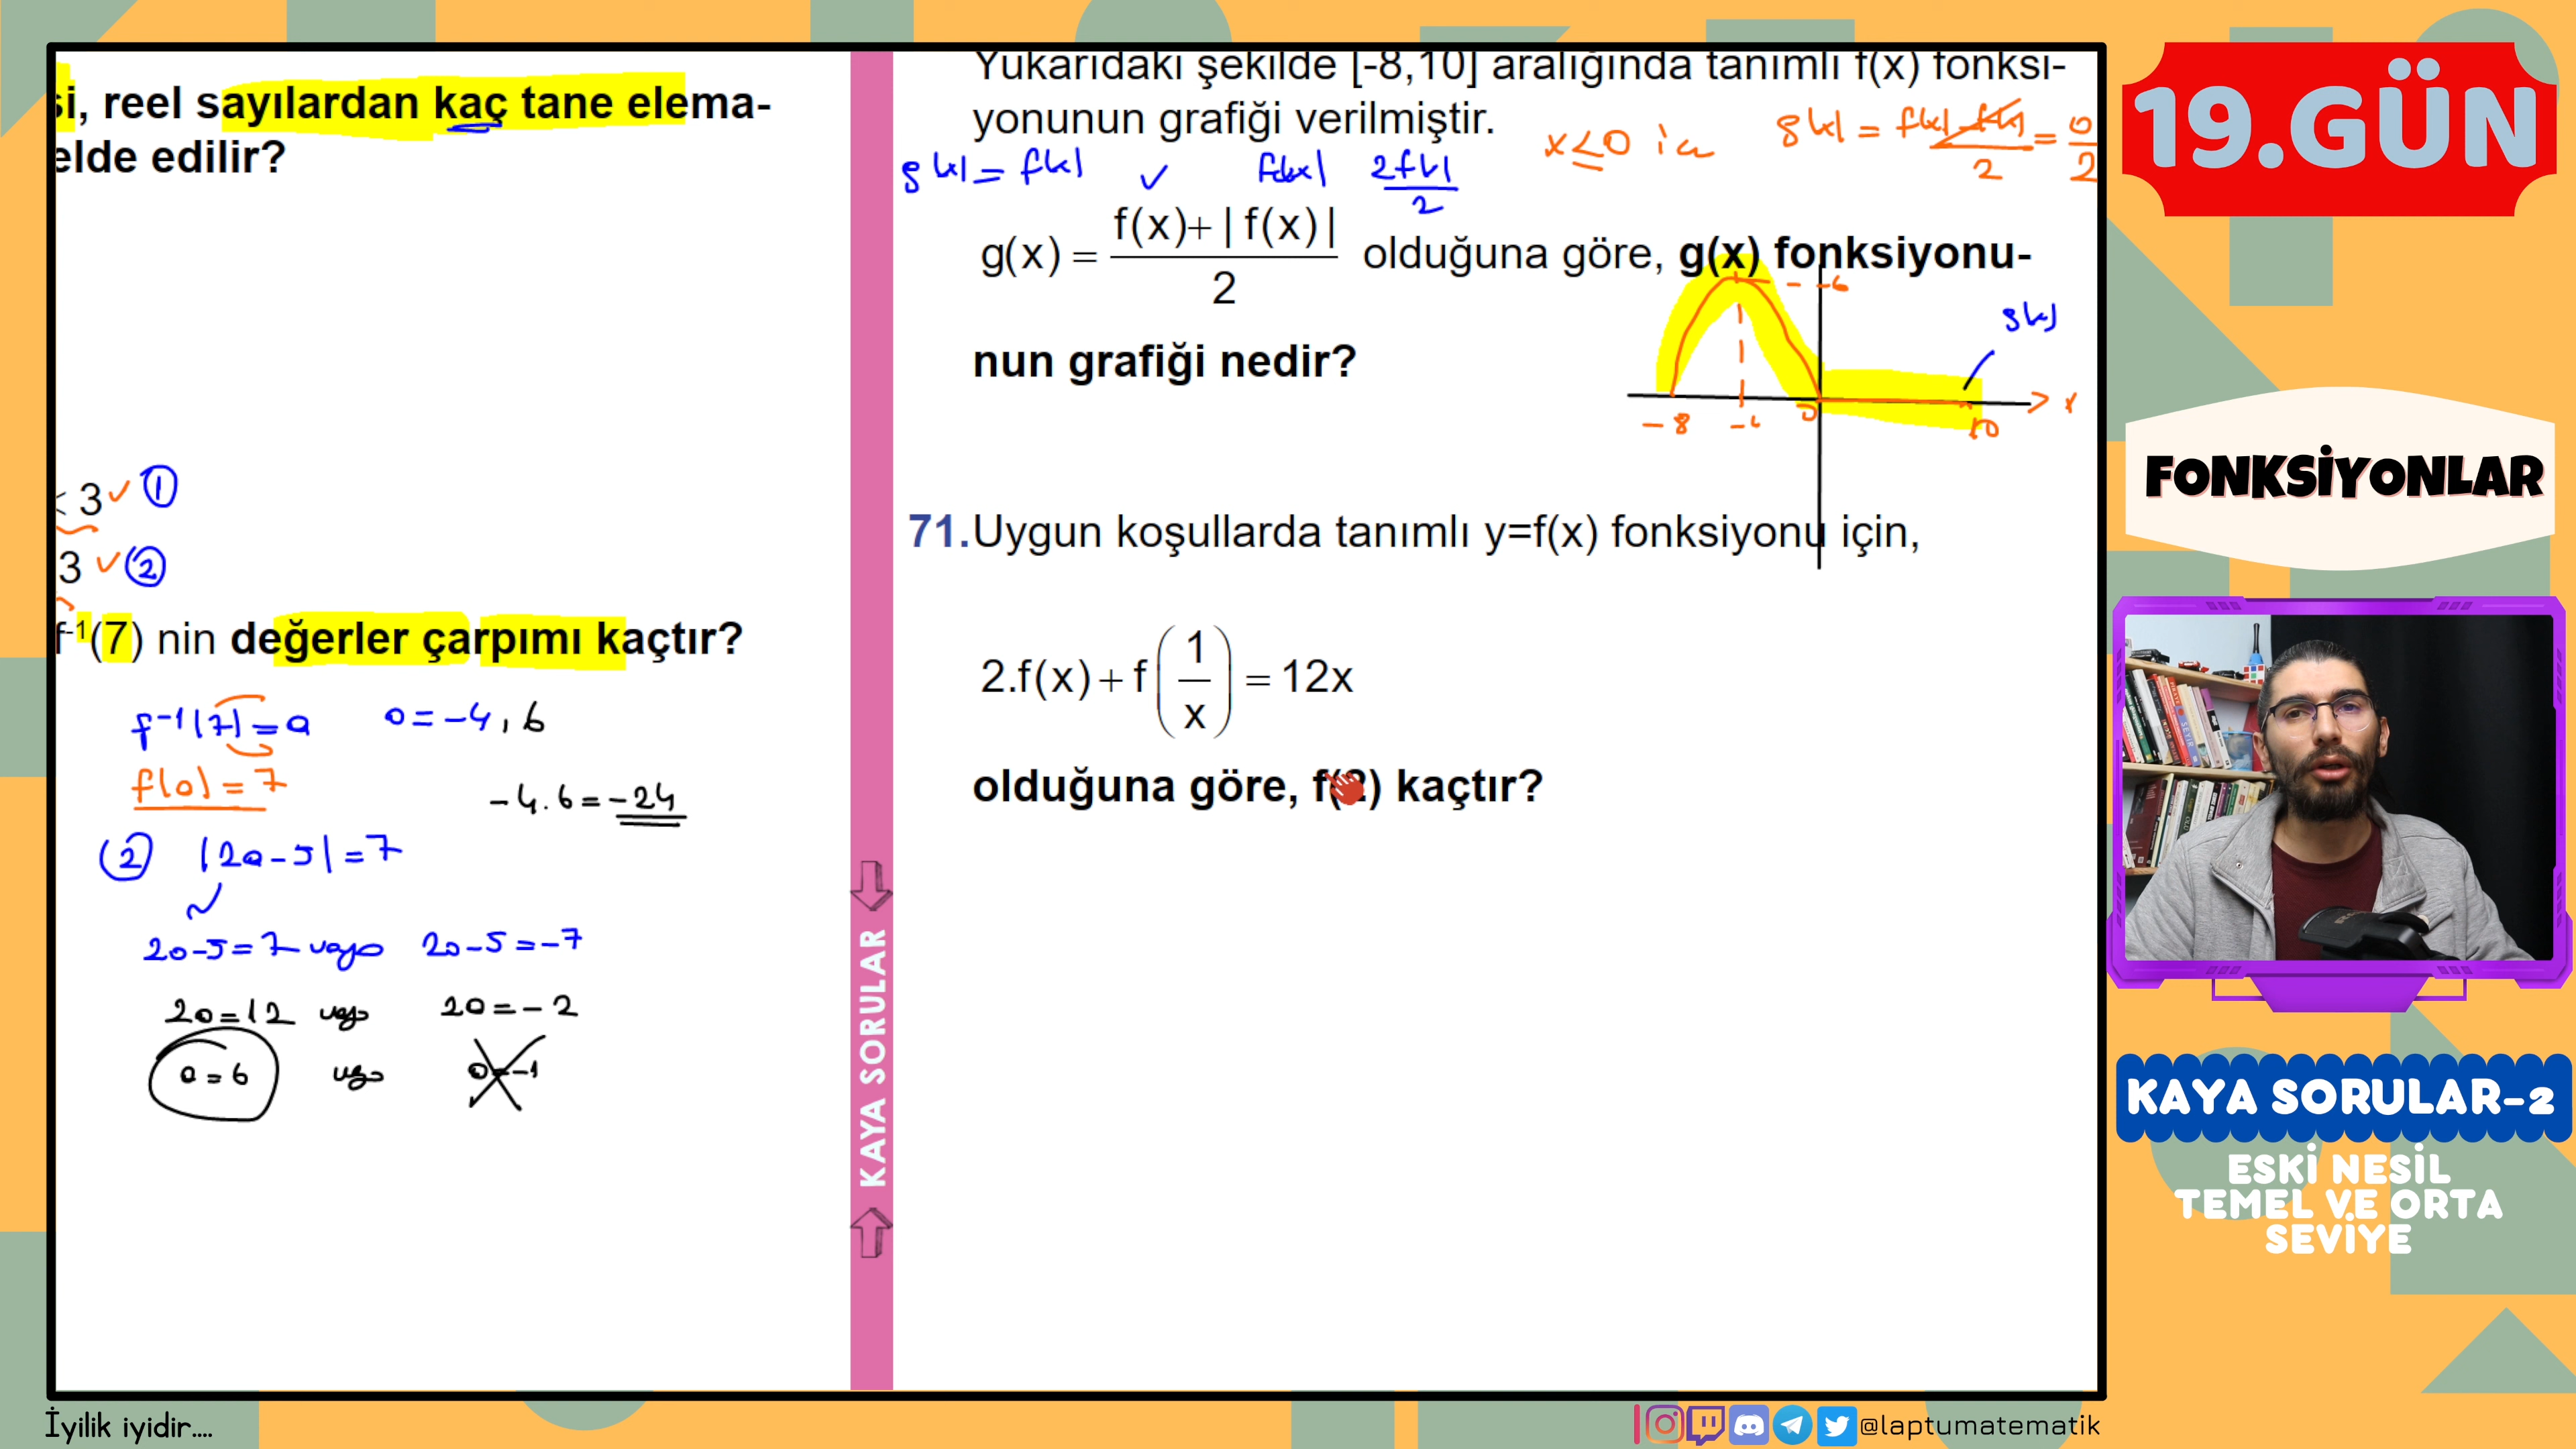 si, reel sayılardan kaç tane elema-
elde edilir?
< 3 ✓ ①
3 ✓ ②
f⁻¹(7) nin değerler çarpımı kaçtır?
f⁻¹(7) = a
a = -4, 6
f(a) = 7
-4.6 = -24
② |2a-5| = 7
2a-5 = 7 veya 2a-5 = -7
2a = 12 veya 2a = -2
a = 6 veya a = -1
KAYA SORULAR
Yukarıdaki şekilde [-8,10] aralığında tanımlı f(x) fonksi-
yonunun grafiği verilmiştir.
x ≤ 0 için g(x) = f(x)-f(x)/2 = 0/2
g(x) = f(x) ✓ f(x) 2f(x)/2
g(x) = f(x)+|f(x)|/2 olduğuna göre, g(x) fonksiyonu-
nun grafiği nedir?
6
g(x)
-8 0 10 x
71. Uygun koşullarda tanımlı y=f(x) fonksiyonu için,
2.f(x)+f(1/x)=12x
olduğuna göre, f(2) kaçtır?
19.GÜN
FONKSİYONLAR
KAYA SORULAR-2
ESKİ NESİL
TEMEL VE ORTA
SEVİYE
İyilik iyidir....
@laptumatematik